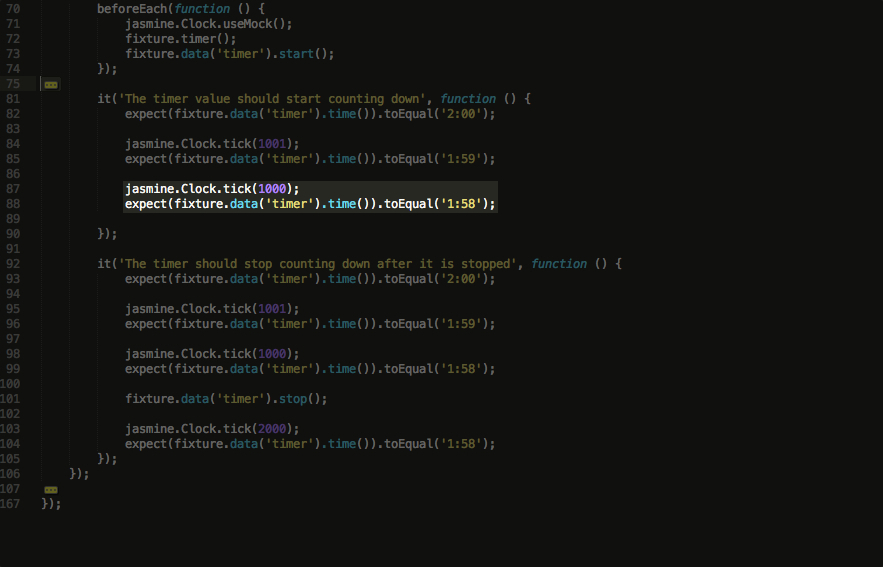 70 beforeEach(function () {
71 jasmine.Clock.useMock();
72 fixture.timer();
73 fixture.data('timer').start();
74 });
75
81 it('The timer value should start counting down', function () {
82 expect(fixture.data('timer').time()).toEqual('2:00');
83
84 jasmine.Clock.tick(1001);
85 expect(fixture.data('timer').time()).toEqual('1:59');
86
87 jasmine.Clock.tick(1000);
88 expect(fixture.data('timer').time()).toEqual('1:58');
89
90 });
91
92 it('The timer should stop counting down after it is stopped', function () {
93 expect(fixture.data('timer').time()).toEqual('2:00');
94
95 jasmine.Clock.tick(1001);
96 expect(fixture.data('timer').time()).toEqual('1:59');
97
98 jasmine.Clock.tick(1000);
99 expect(fixture.data('timer').time()).toEqual('1:58');
100
101 fixture.data('timer').stop();
102
103 jasmine.Clock.tick(2000);
104 expect(fixture.data('timer').time()).toEqual('1:58');
105 });
106 });
107
167 });